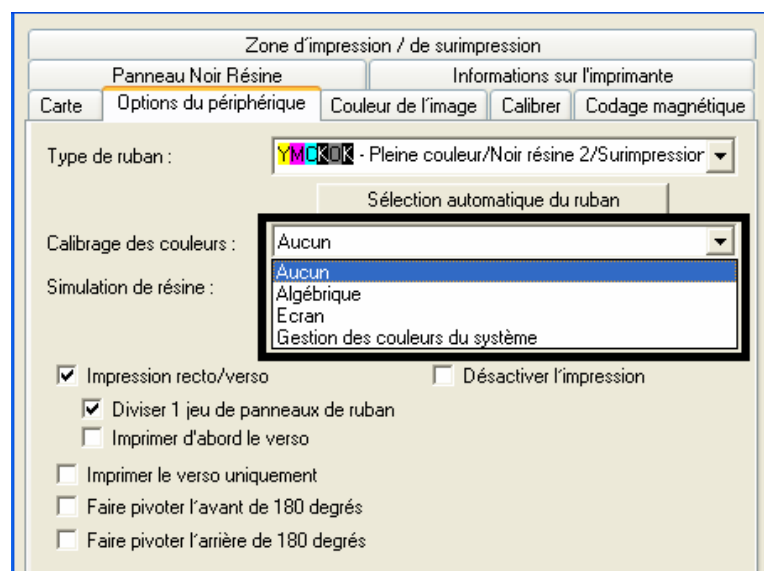 Zone d'impression / de surimpression
Panneau Noir Résine Informations sur l'imprimante
Carte Options du périphérique Couleur de l'image Calibrer Codage magnétique
Type de ruban : YMCKOK - Pleine couleur/Noir résine 2/Surimpression
Sélection automatique du ruban
Calibrage des couleurs : Aucun
Aucun
Simulation de résine : Algébrique
Ecran
Gestion des couleurs du système
Impression recto/verso Désactiver l'impression
Diviser 1 jeu de panneaux de ruban
Imprimer d'abord le verso
Imprimer le verso uniquement
Faire pivoter l'avant de 180 degrés
Faire pivoter l'arrière de 180 degrés